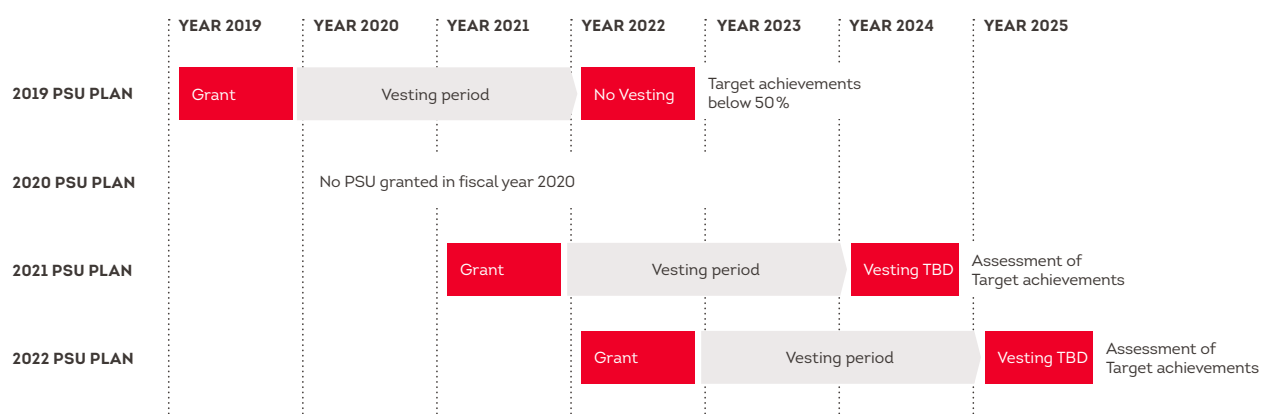 YEAR 2019 YEAR 2020 YEAR 2021 YEAR 2022 YEAR 2023 YEAR 2024 YEAR 2025
2019 PSU PLAN Grant Vesting period No Vesting Target achievements
below 50%
2020 PSU PLAN No PSU granted in fiscal year 2020
2021 PSU PLAN Grant Vesting period Vesting TBD Assessment of
Target achievements
2022 PSU PLAN Grant Vesting period Vesting TBD Assessment of
Target achievements